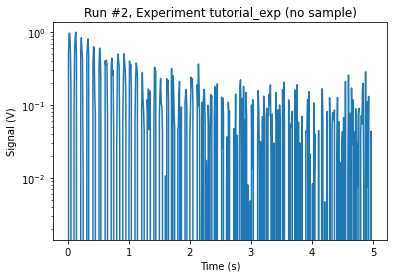 Run #2, Experiment tutorial_exp (no sample)
10⁰
10⁻¹
10⁻²
Signal (V)
0 1 2 3 4 5
Time (s)